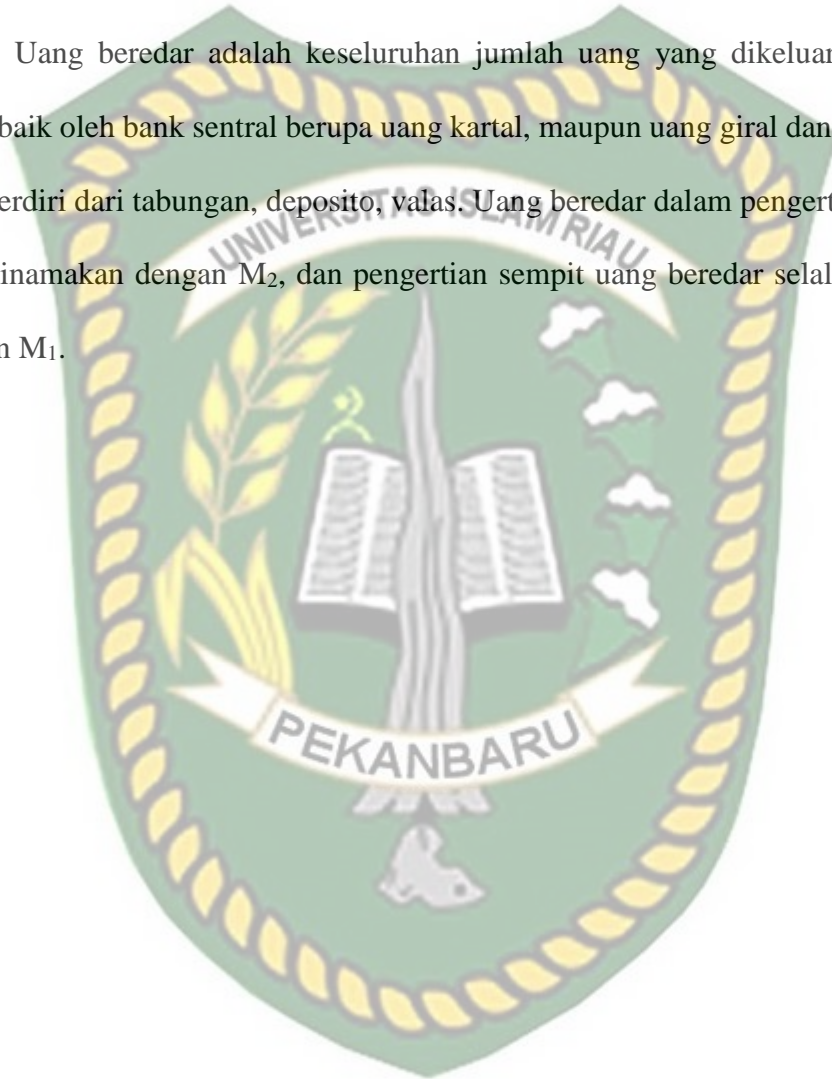 Uang beredar adalah keseluruhan jumlah uang yang dikeluar
baik oleh bank sentral berupa uang kartal, maupun uang giral dan
erdiri dari tabungan, deposito, valas. Uang beredar dalam pengert
UNIVERSITAS ISLAM RIAU
inamakan dengan M₂, dan pengertian sempit uang beredar selal
n M₁.
PEKANBARU